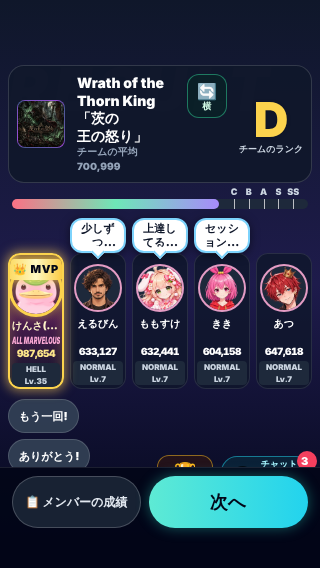 Wrath of the
Thorn King
「茨の
王の怒り」
チームの平均
700,999
横
D
チームのランク
C B A S SS
少しず
つ...
上達し
てる...
セッシ
ョン...
MVP
けんさ(...
ALL MARVELOUS
987,654
HELL
Lv.35
えるびん
633,127
NORMAL
Lv.7
ももすけ
632,441
NORMAL
Lv.7
きき
604,158
NORMAL
Lv.7
あつ
647,618
NORMAL
Lv.7
もう一回!
ありがとう!
チャット
3
メンバーの成績
次へ